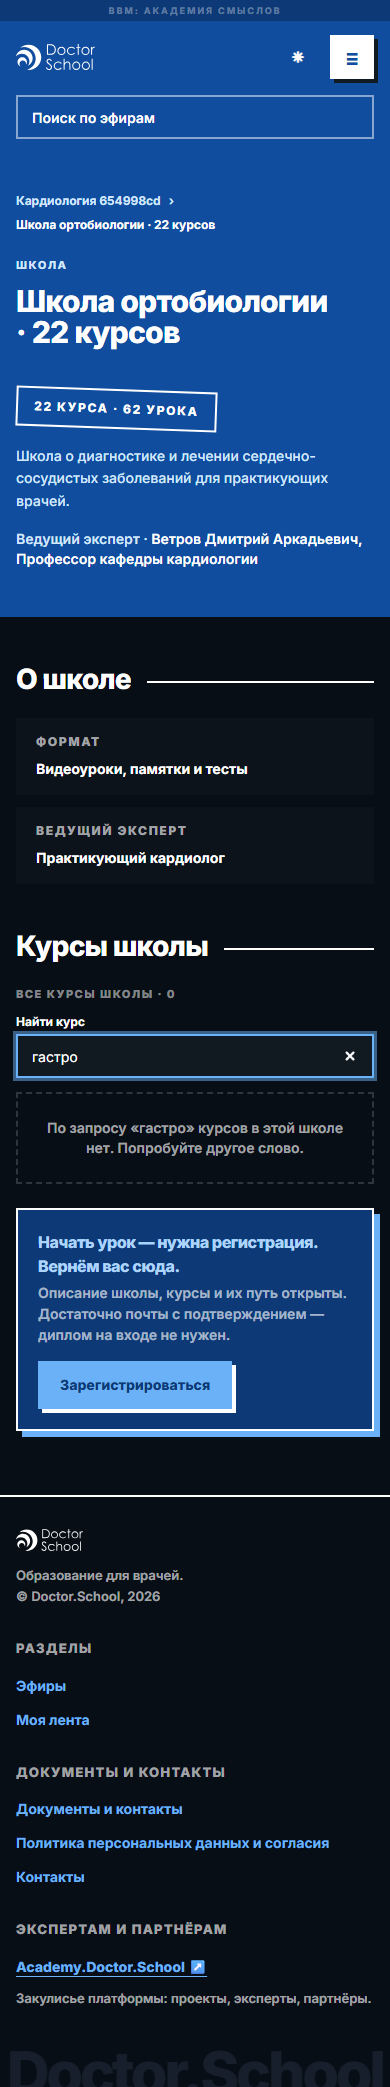 ВВМ: АКАДЕМИЯ СМЫСЛОВ
Doctor
School
Поиск по эфирам
Кардиология 654998cd ›
Школа ортобиологии · 22 курсов
ШКОЛА
Школа ортобиологии
· 22 курсов
22 КУРСА · 62 УРОКА
Школа о диагностике и лечении сердечно-
сосудистых заболеваний для практикующих
врачей.
Ведущий эксперт · Ветров Дмитрий Аркадьевич,
Профессор кафедры кардиологии
О школе
ФОРМАТ
Видеоуроки, памятки и тесты
ВЕДУЩИЙ ЭКСПЕРТ
Практикующий кардиолог
Курсы школы
ВСЕ КУРСЫ ШКОЛЫ · 0
Найти курс
гастро
По запросу «гастро» курсов в этой школе
нет. Попробуйте другое слово.
Начать урок — нужна регистрация.
Вернём вас сюда.
Описание школы, курсы и их путь открыты.
Достаточно почты с подтверждением —
диплом на входе не нужен.
Зарегистрироваться
Doctor
School
Образование для врачей.
© Doctor.School, 2026
РАЗДЕЛЫ
Эфиры
Моя лента
ДОКУМЕНТЫ И КОНТАКТЫ
Документы и контакты
Политика персональных данных и согласия
Контакты
ЭКСПЕРТАМ И ПАРТНЁРАМ
Academy.Doctor.School
Закулисье платформы: проекты, эксперты, партнёры.
Doctor.School